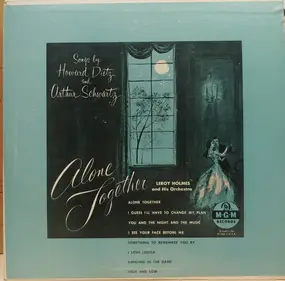 Songs by
Howard Dietz
and
Arthur Schwartz
Alone
Together
LEROY HOLMES
and His Orchestra
ALONE TOGETHER
I GUESS I'LL HAVE TO CHANGE MY PLAN
YOU AND THE NIGHT AND THE MUSIC
I SEE YOUR FACE BEFORE ME
SOMETHING TO REMEMBER YOU BY
I LOVE LOUISA
DANCING IN THE DARK
HIGH AND LOW
M-G-M
RECORDS